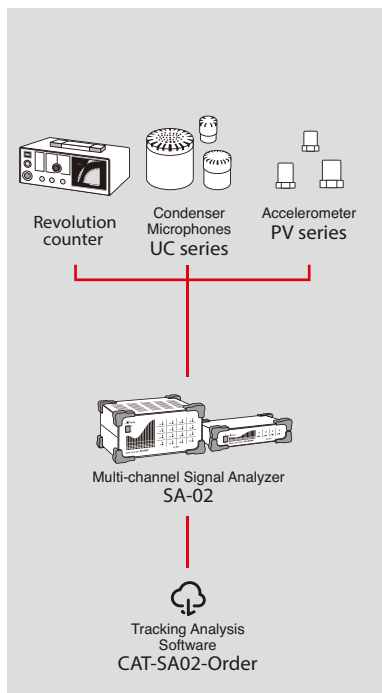 Revolution
counter
Condenser
Microphones
UC series
Accelerometer
PV series
Multi-channel Signal Analyzer
SA-02
Tracking Analysis
Software
CAT-SA02-Order